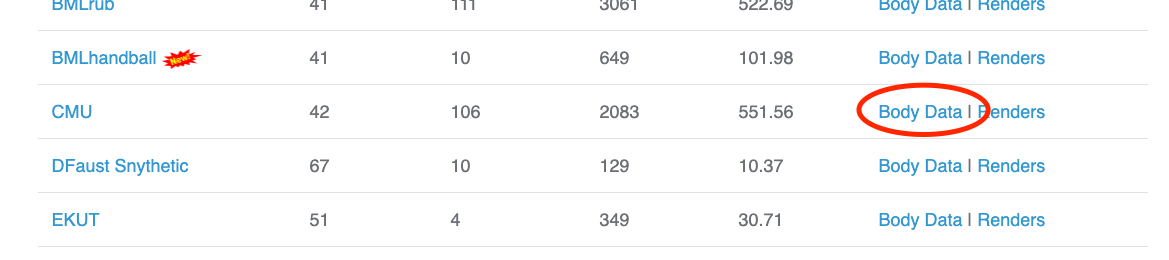 BMLrub 41 111 3061 522.69 Body Data | Renders
BMLhandball New! 41 10 649 101.98 Body Data | Renders
CMU 42 106 2083 551.56 Body Data | Renders
DFaust Snythetic 67 10 129 10.37 Body Data | Renders
EKUT 51 4 349 30.71 Body Data | Renders